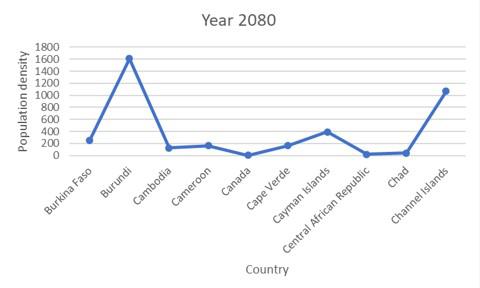 Year 2080
Population density
1800
1600
1400
1200
1000
800
600
400
200
0
Burkina Faso
Burundi
Cambodia
Cameroon
Canada
Cape Verde
Cayman Islands
Central African Republic
Chad
Channel Islands
Country